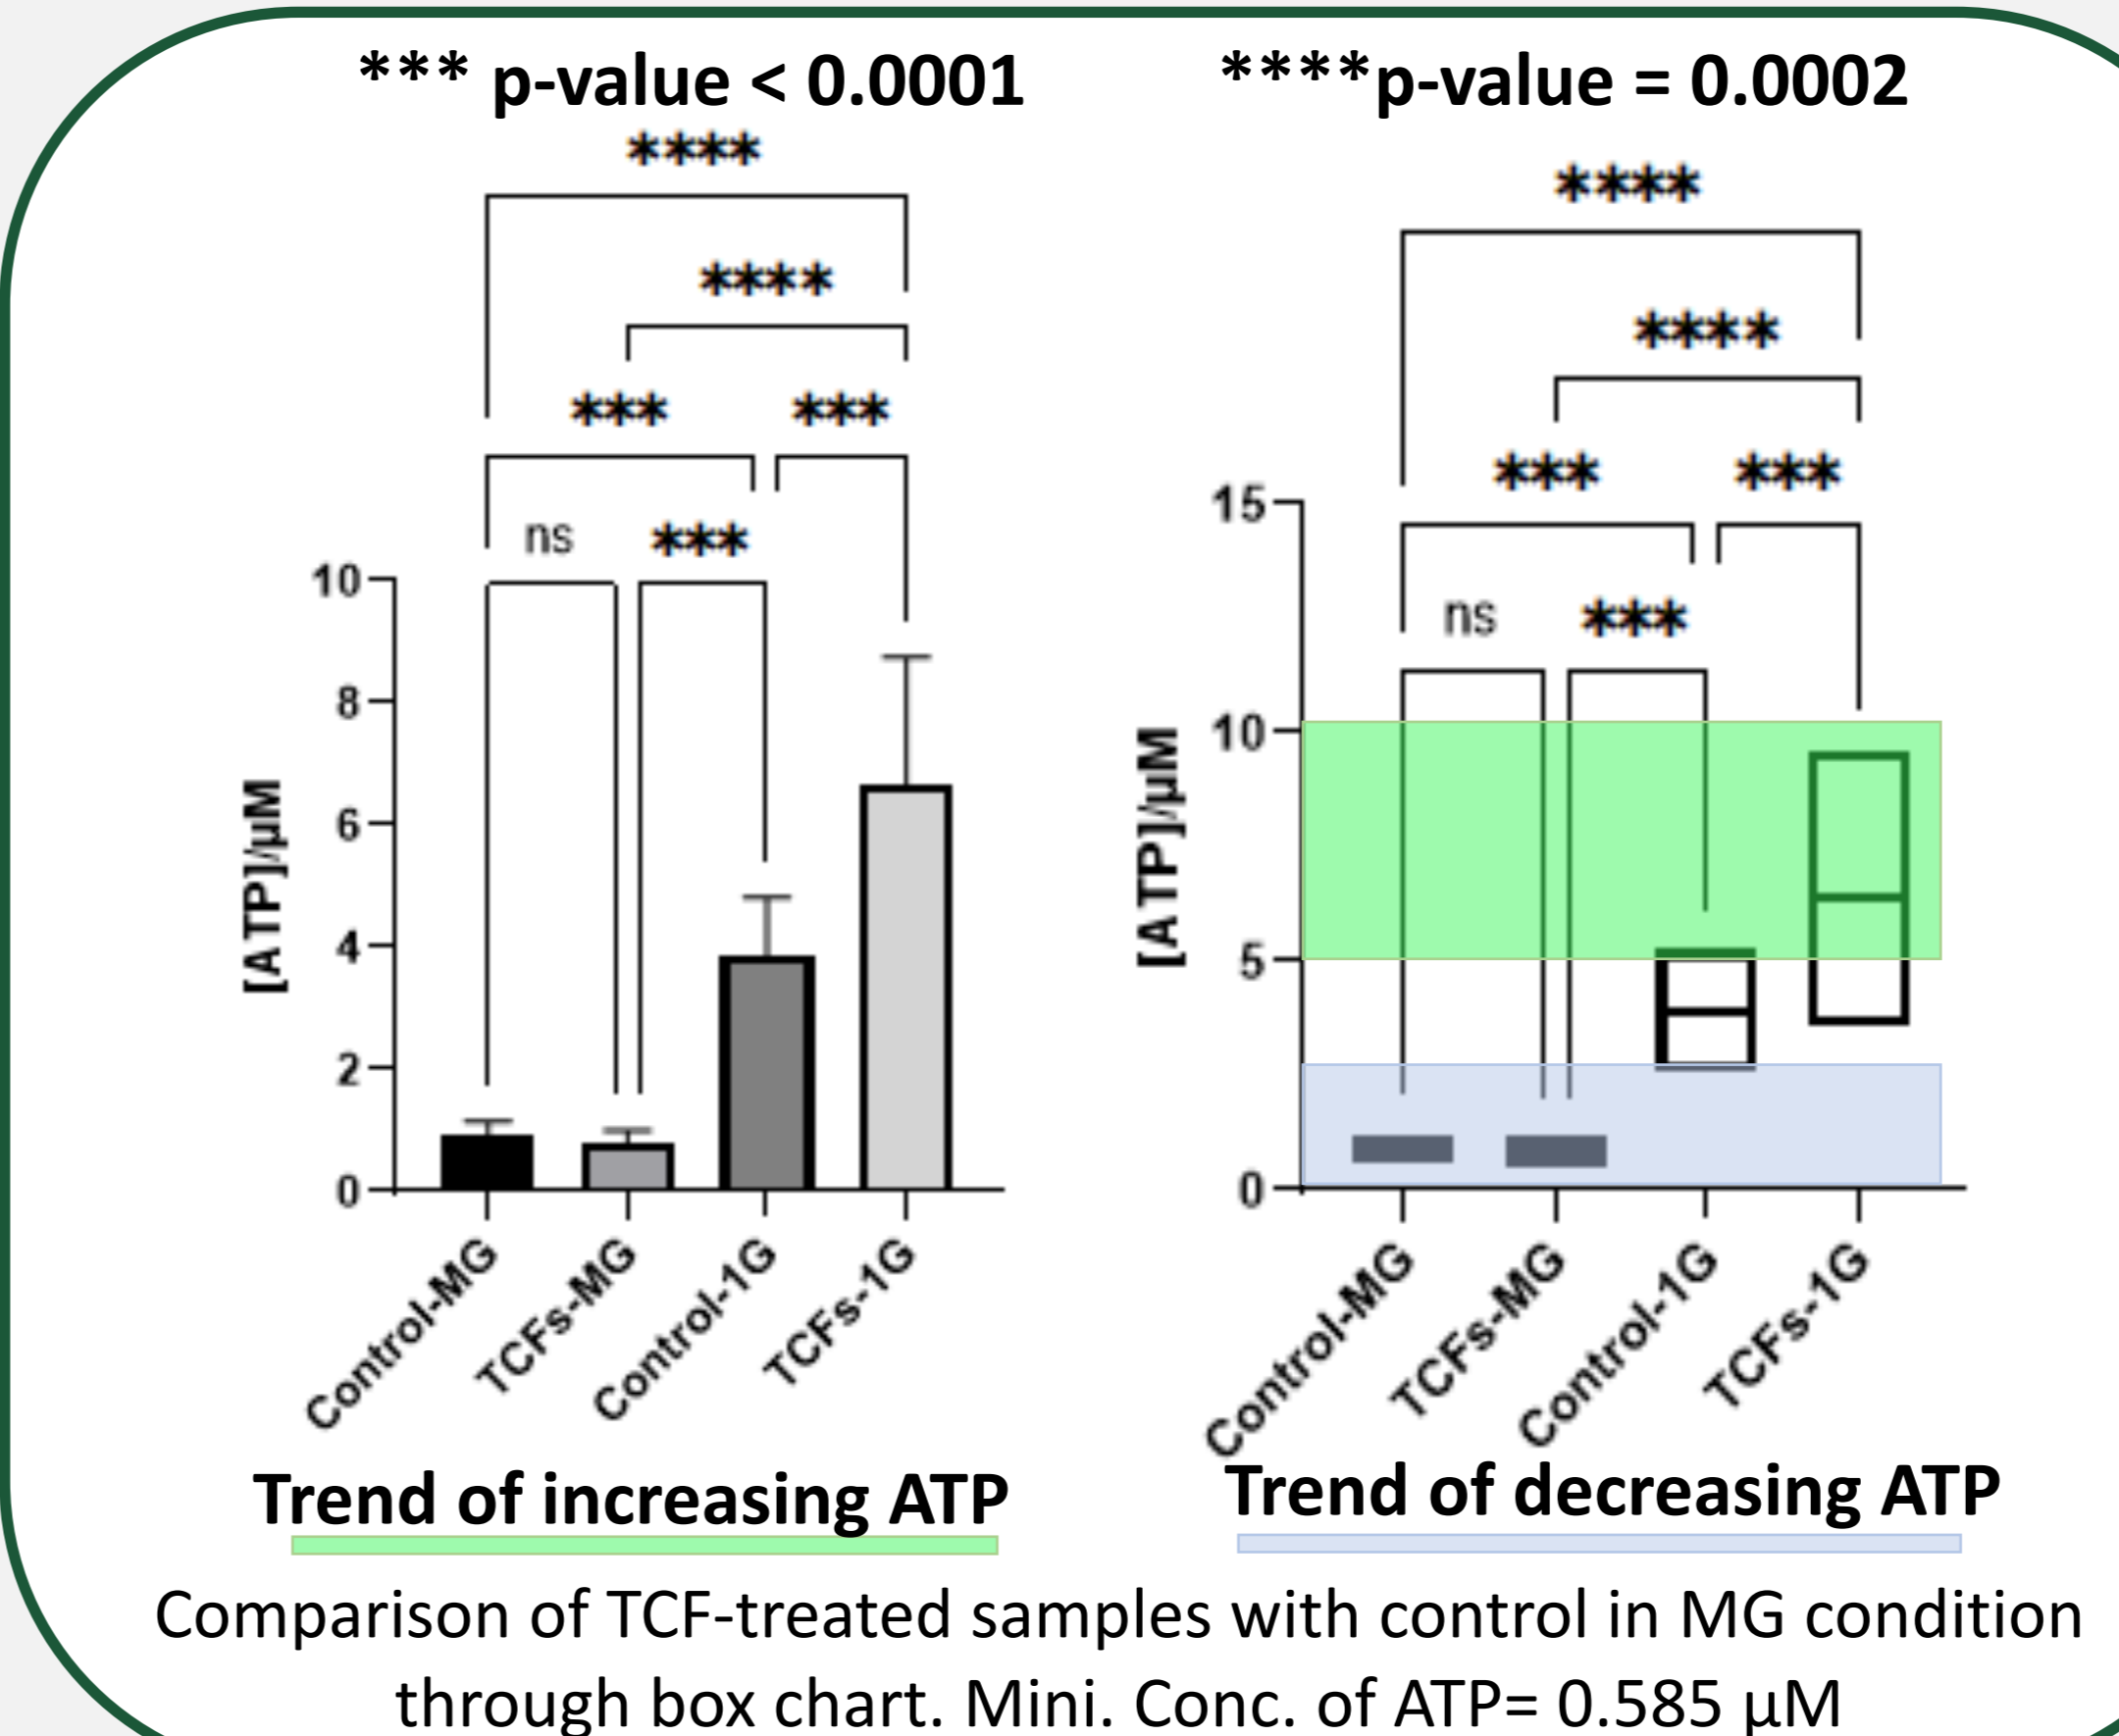 *** p-value < 0.0001
****p-value = 0.0002
****
****
*** ***
ns ***
10
8
6
4
2
0
[ATP]/µM
Control-MG
TCFs-MG
Control-1G
TCFs-1G
****
****
*** ***
ns ***
15
10
5
0
[ATP]/µM
Control-MG
TCFs-MG
Control-1G
TCFs-1G
Trend of increasing ATP
Trend of decreasing ATP
Comparison of TCF-treated samples with control in MG condition
through box chart. Mini. Conc. of ATP= 0.585 µM